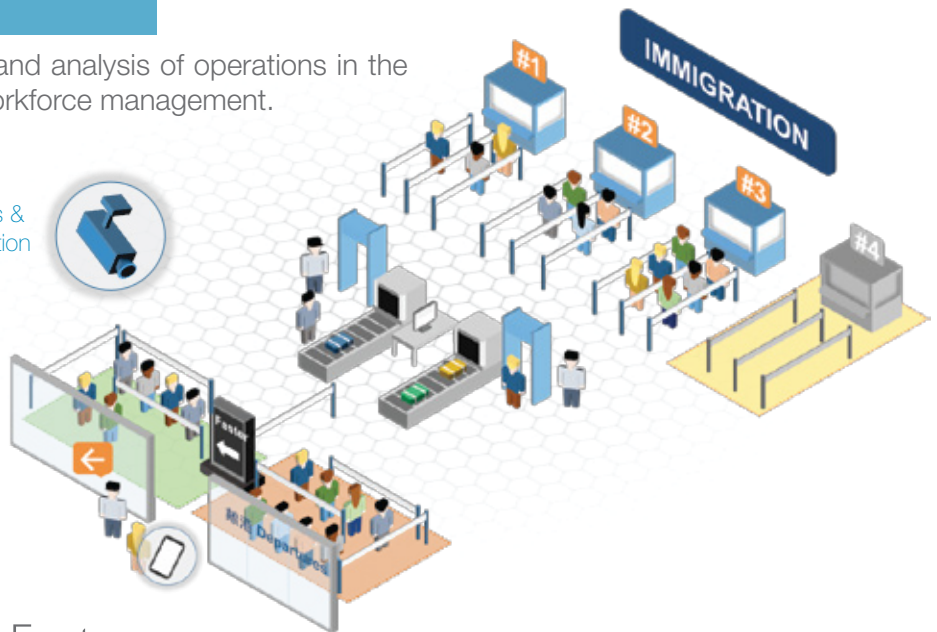 and analysis of operations in the
orkforce management.
IMMIGRATION
#1
#2
#3
#4
s &
tion
Faster
Departures